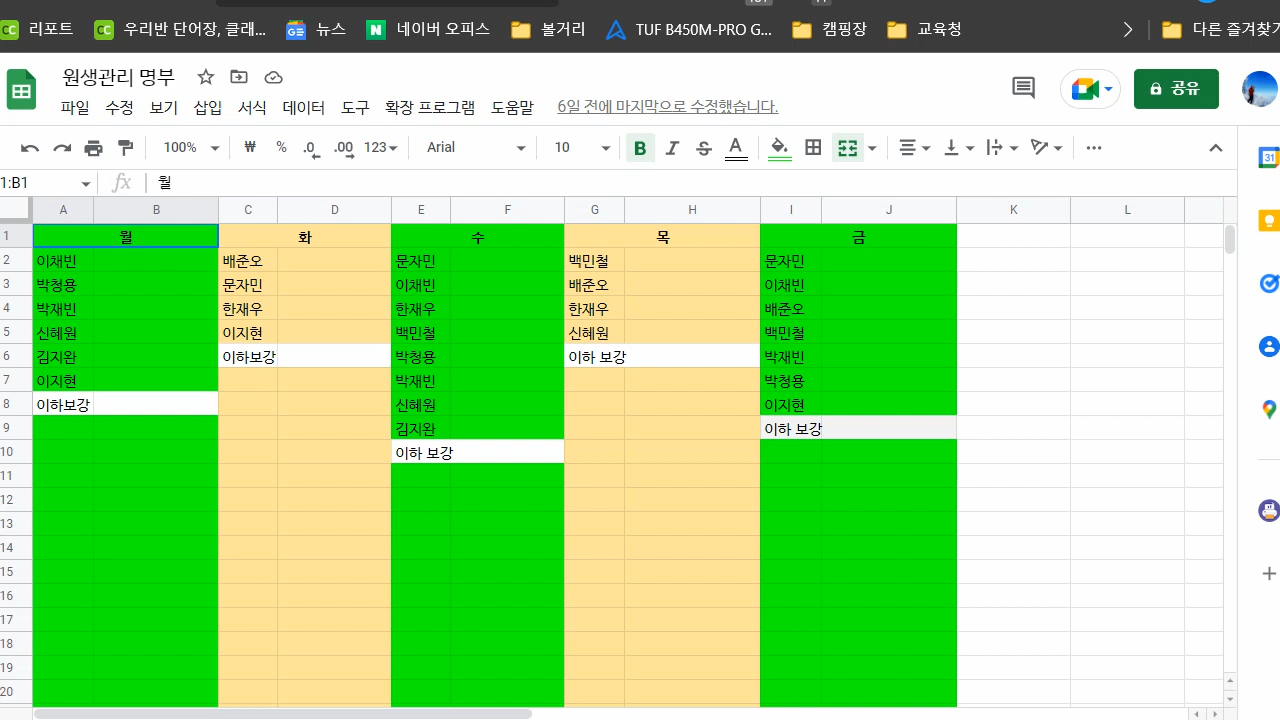 리포트 우리반 단어장, 클래... 뉴스 네이버 오피스 볼거리 TUF B450M-PRO G... 캠핑장 교육청 다른 즐겨찾기
원생관리 명부
파일 수정 보기 삽입 서식 데이터 도구 확장 프로그램 도움말 6일 전에 마지막으로 수정했습니다.
공유
100% ₩ % .0 .00 123 Arial 10 B I S A
1:B1 fx 월
A B C D E F G H I J K L
1 월 화 수 목 금
2 이채빈 배준오 문자민 백민철 문자민
3 박청용 문자민 이채빈 배준오 이채빈
4 박재빈 한재우 한재우 한재우 배준오
5 신혜원 이지현 백민철 신혜원 백민철
6 김지완 이하보강 박청용 이하 보강 박재빈
7 이지현 박재빈 박청용
8 이하보강 신혜원 이지현
9 김지완 이하 보강
10 이하 보강
11
12
13
14
15
16
17
18
19
20